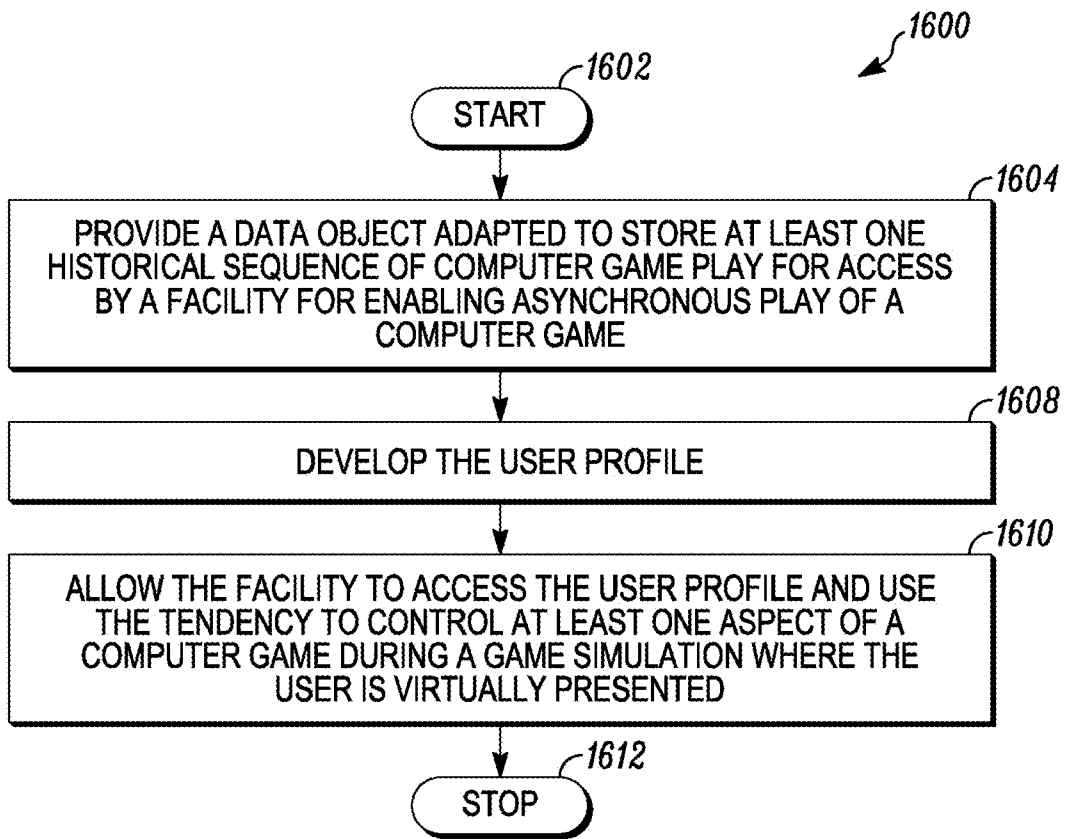 1600
1602
START
1604
PROVIDE A DATA OBJECT ADAPTED TO STORE AT LEAST ONE
HISTORICAL SEQUENCE OF COMPUTER GAME PLAY FOR ACCESS
BY A FACILITY FOR ENABLING ASYNCHRONOUS PLAY OF A
COMPUTER GAME
1608
DEVELOP THE USER PROFILE
1610
ALLOW THE FACILITY TO ACCESS THE USER PROFILE AND USE
THE TENDENCY TO CONTROL AT LEAST ONE ASPECT OF A
COMPUTER GAME DURING A GAME SIMULATION WHERE THE
USER IS VIRTUALLY PRESENTED
1612
STOP